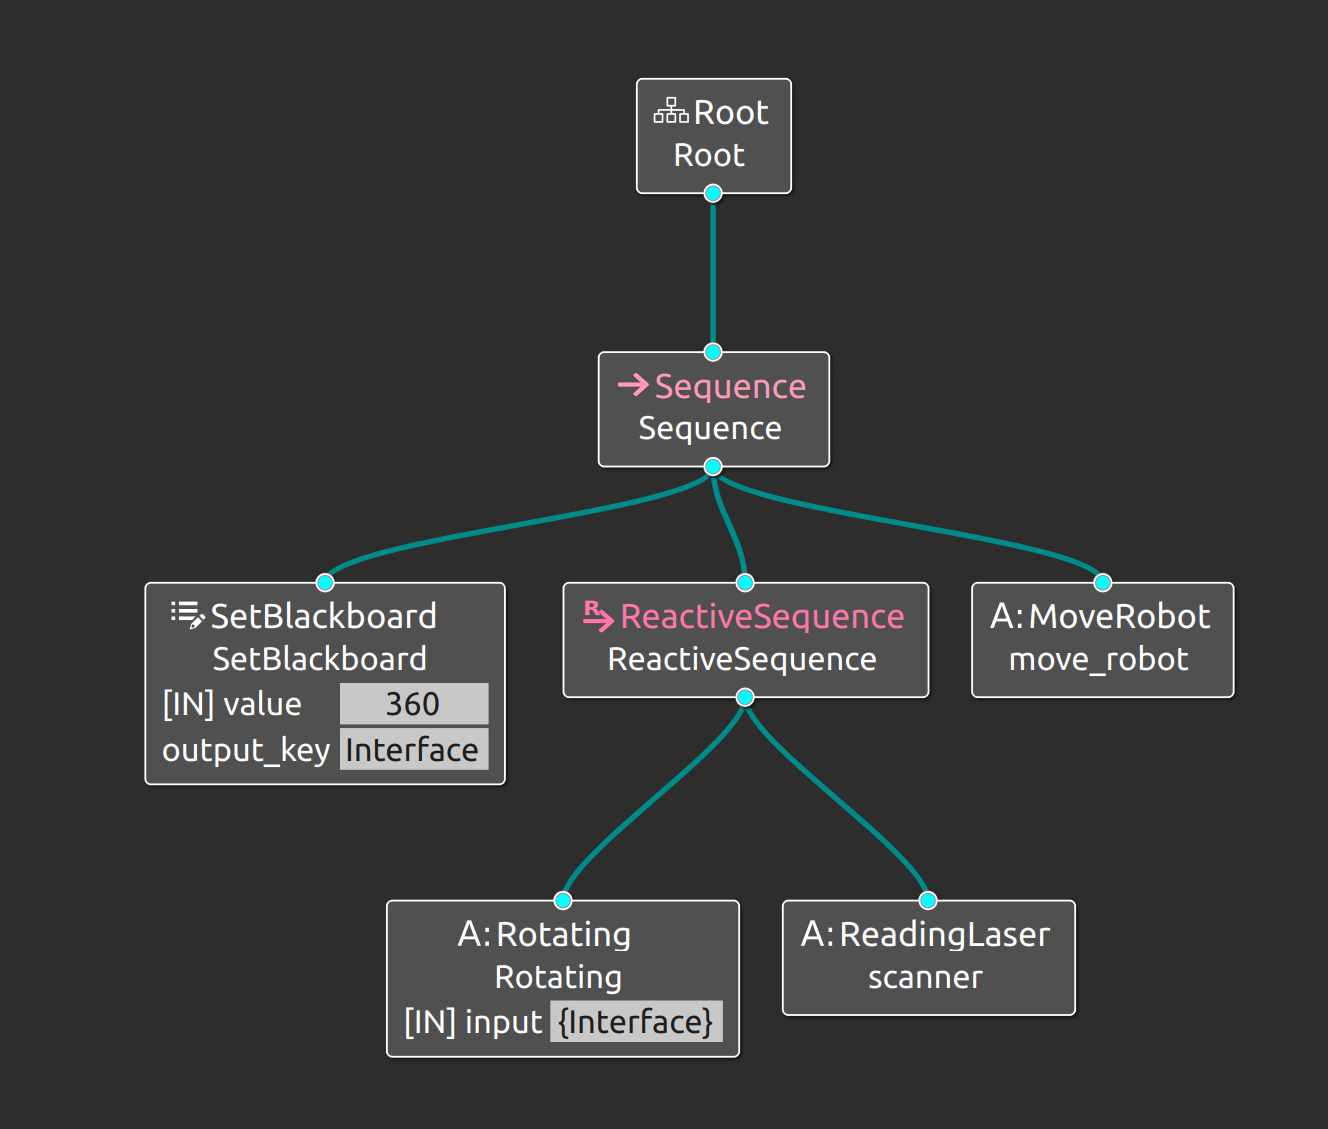 Root
Root
Sequence
Sequence
SetBlackboard
SetBlackboard
[IN] value 360
output_key Interface
R ReactiveSequence
ReactiveSequence
A: MoveRobot
move_robot
A: Rotating
Rotating
[IN] input {Interface}
A: ReadingLaser
scanner